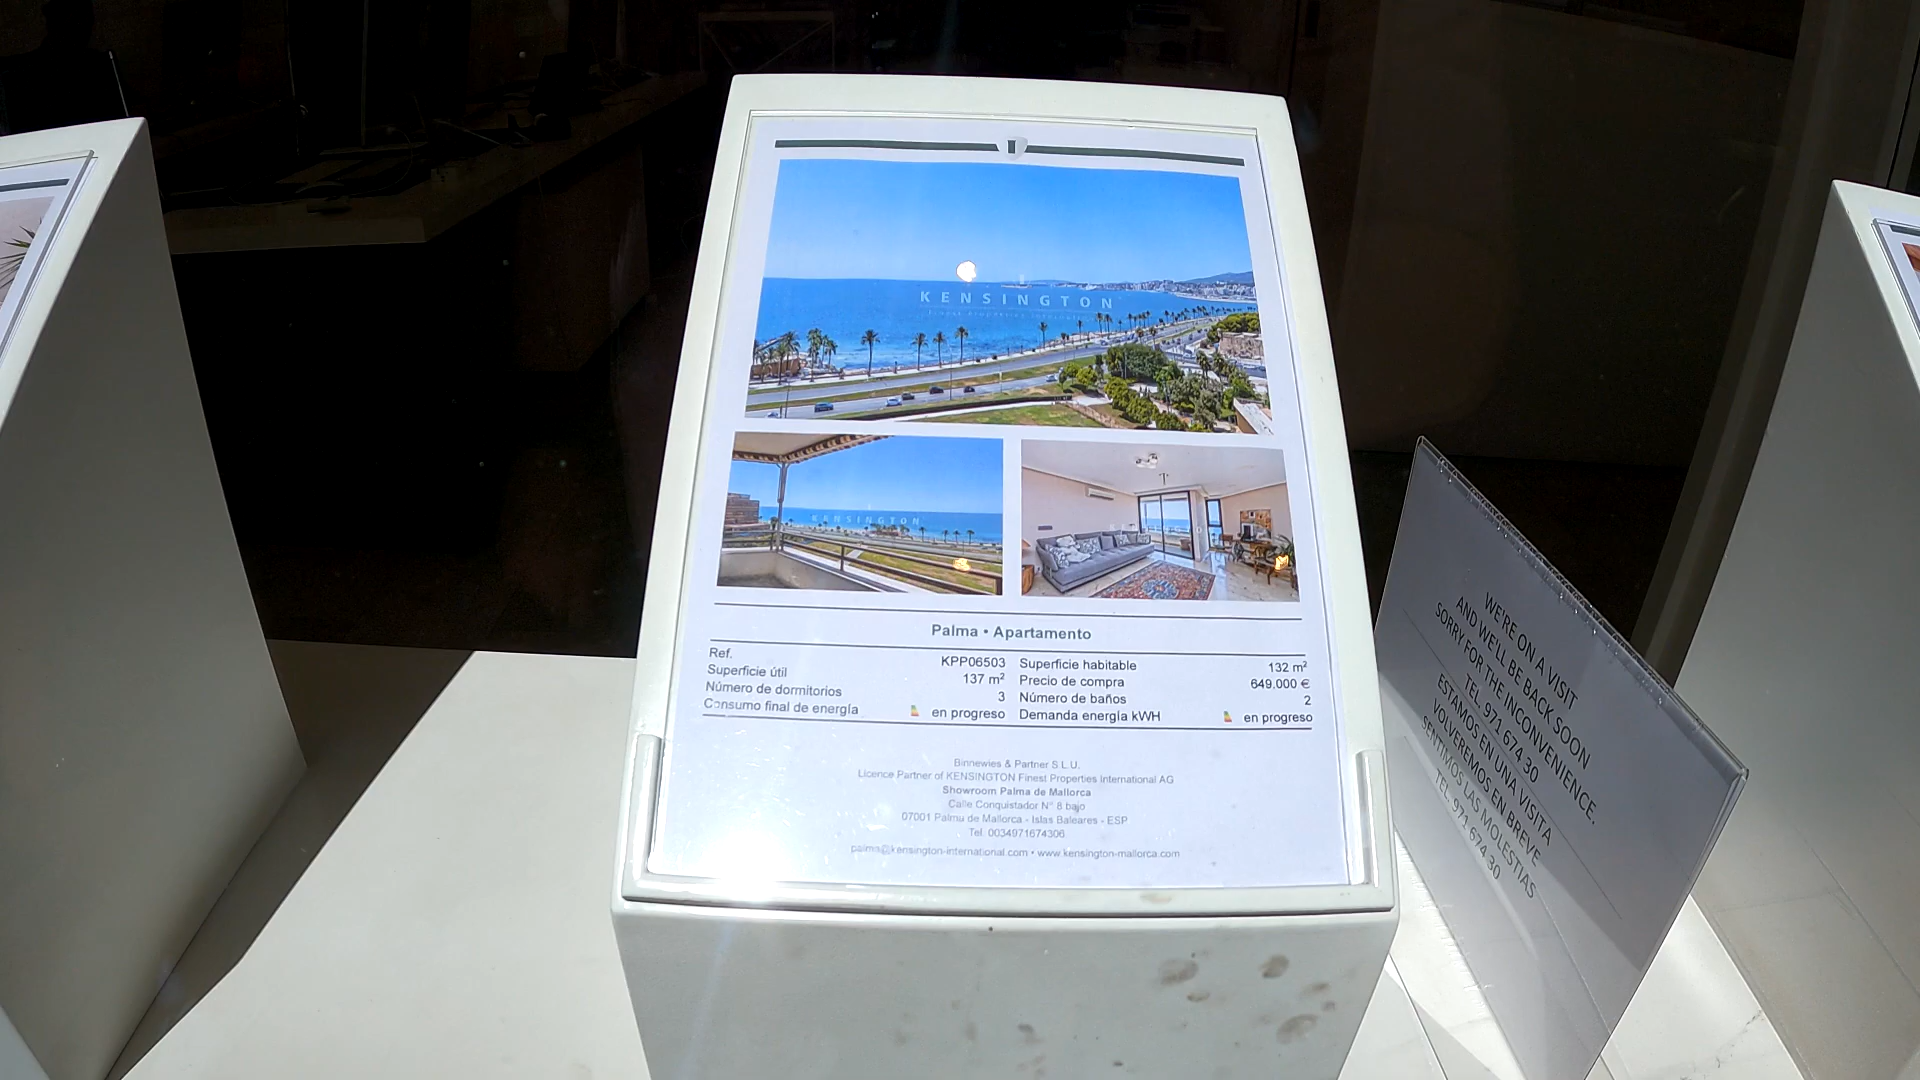 KENSINGTON
KENSINGTON
Palma • Apartamento
Ref. KPP06503 Superficie habitable 132 m²
Superficie útil 137 m² Precio de compra 649.000 €
Número de dormitorios 3 Número de baños 2
Consumo final de energía en progreso Demanda energía kWH en progreso
Binnewies & Partner S.L.U.
Licence Partner of KENSINGTON Finest Properties International AG
Showroom Palma de Mallorca
Calle Conquistador Nº 8 bajo
07001 Palma de Mallorca - Islas Baleares - ESP
Tel. 0034971674306
palma@kensington-international.com • www.kensington-mallorca.com
WE'RE ON A VISIT
AND WE'LL BE BACK SOON
SORRY FOR THE INCONVENIENCE.
TEL. 971 674 30
ESTAMOS EN UNA VISITA
VOLVEREMOS EN BREVE
SENTIMOS LAS MOLESTIAS
TEL. 971 674 30